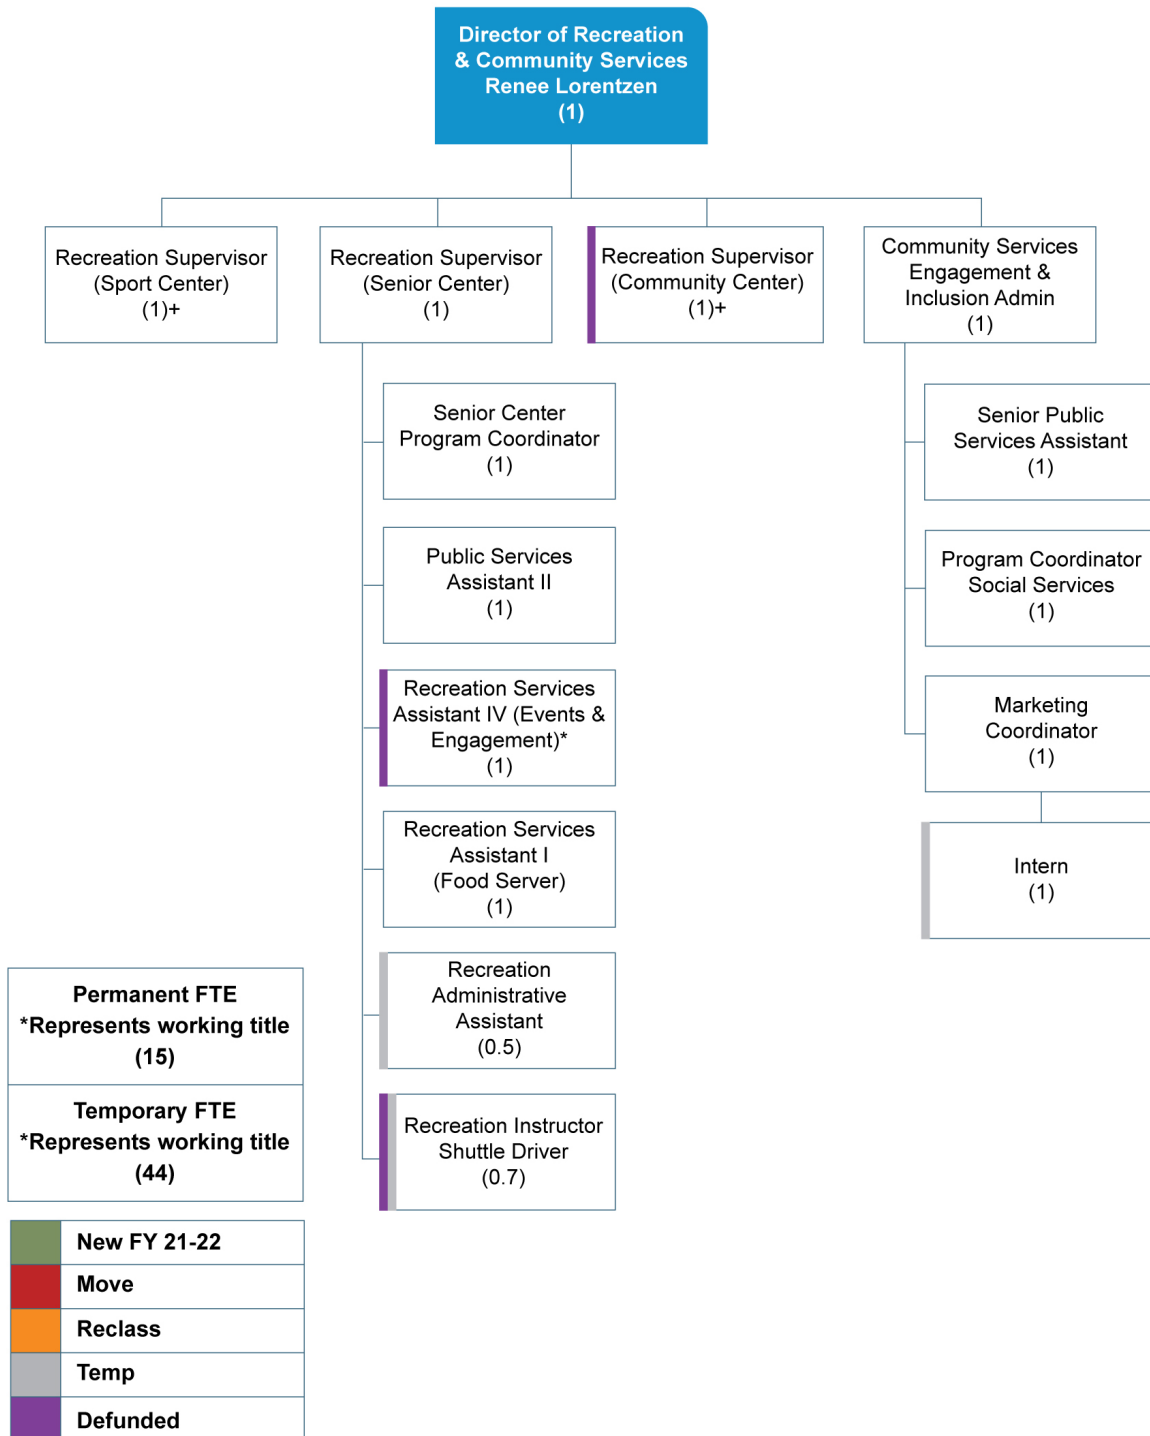 Director of Recreation
& Community Services
Renee Lorentzen
(1)
Recreation Supervisor
(Sport Center)
(1)+
Recreation Supervisor
(Senior Center)
(1)
Recreation Supervisor
(Community Center)
(1)+
Community Services
Engagement &
Inclusion Admin
(1)
Senior Center
Program Coordinator
(1)
Public Services
Assistant II
(1)
Recreation Services
Assistant IV (Events &
Engagement)*
(1)
Recreation Services
Assistant I
(Food Server)
(1)
Recreation
Administrative
Assistant
(0.5)
Recreation Instructor
Shuttle Driver
(0.7)
Senior Public
Services Assistant
(1)
Program Coordinator
Social Services
(1)
Marketing
Coordinator
(1)
Intern
(1)
Permanent FTE
*Represents working title
(15)
Temporary FTE
*Represents working title
(44)
New FY 21-22
Move
Reclass
Temp
Defunded